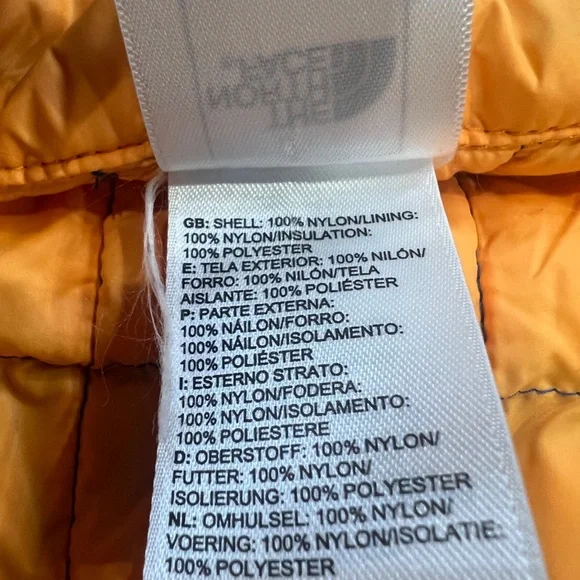 THE
NORTH
FACE
GB: SHELL: 100% NYLON/LINING:
100% NYLON/INSULATION:
100% POLYESTER
E: TELA EXTERIOR: 100% NILÓN/
FORRO: 100% NILÓN/TELA
AISLANTE: 100% POLIÉSTER
P: PARTE EXTERNA:
100% NÁILON/FORRO:
100% NÁILON/ISOLAMENTO:
100% POLIÉSTER
I: ESTERNO STRATO:
100% NYLON/FODERA:
100% NYLON/ISOLAMENTO:
100% POLIESTERE
D: OBERSTOFF: 100% NYLON/
FUTTER: 100% NYLON/
ISOLIERUNG: 100% POLYESTER
NL: OMHULSEL: 100% NYLON/
VOERING: 100% NYLON/ISOLATIE:
100% POLYESTER